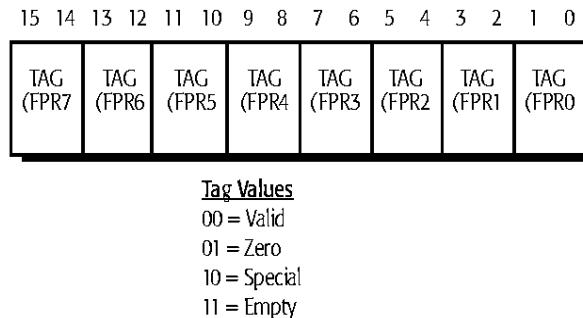 15 14 13 12 11 10 9 8 7 6 5 4 3 2 1 0
TAG TAG TAG TAG TAG TAG TAG TAG
(FPR7 (FPR6 (FPR5 (FPR4 (FPR3 (FPR2 (FPR1 (FPR0
Tag Values
00 = Valid
01 = Zero
10 = Special
11 = Empty